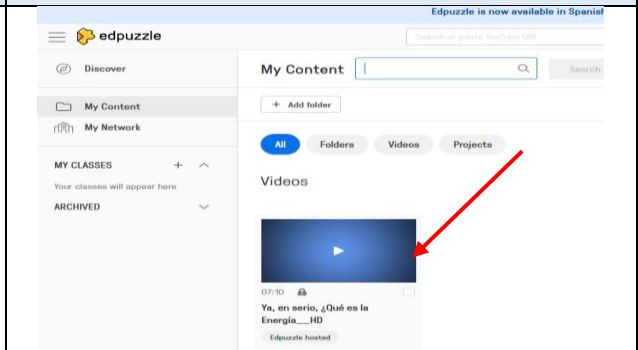 Edpuzzle is now available in Spanish
edpuzzle
Search or paste Youtube URL
Discover
My Content
Search
My Content
+ Add folder
My Network
All Folders Videos Projects
MY CLASSES +
Your classes will appear here
Videos
ARCHIVED
07:10
Ya, en serio, ¿Qué es la
Energía___HD
Edpuzzle hosted